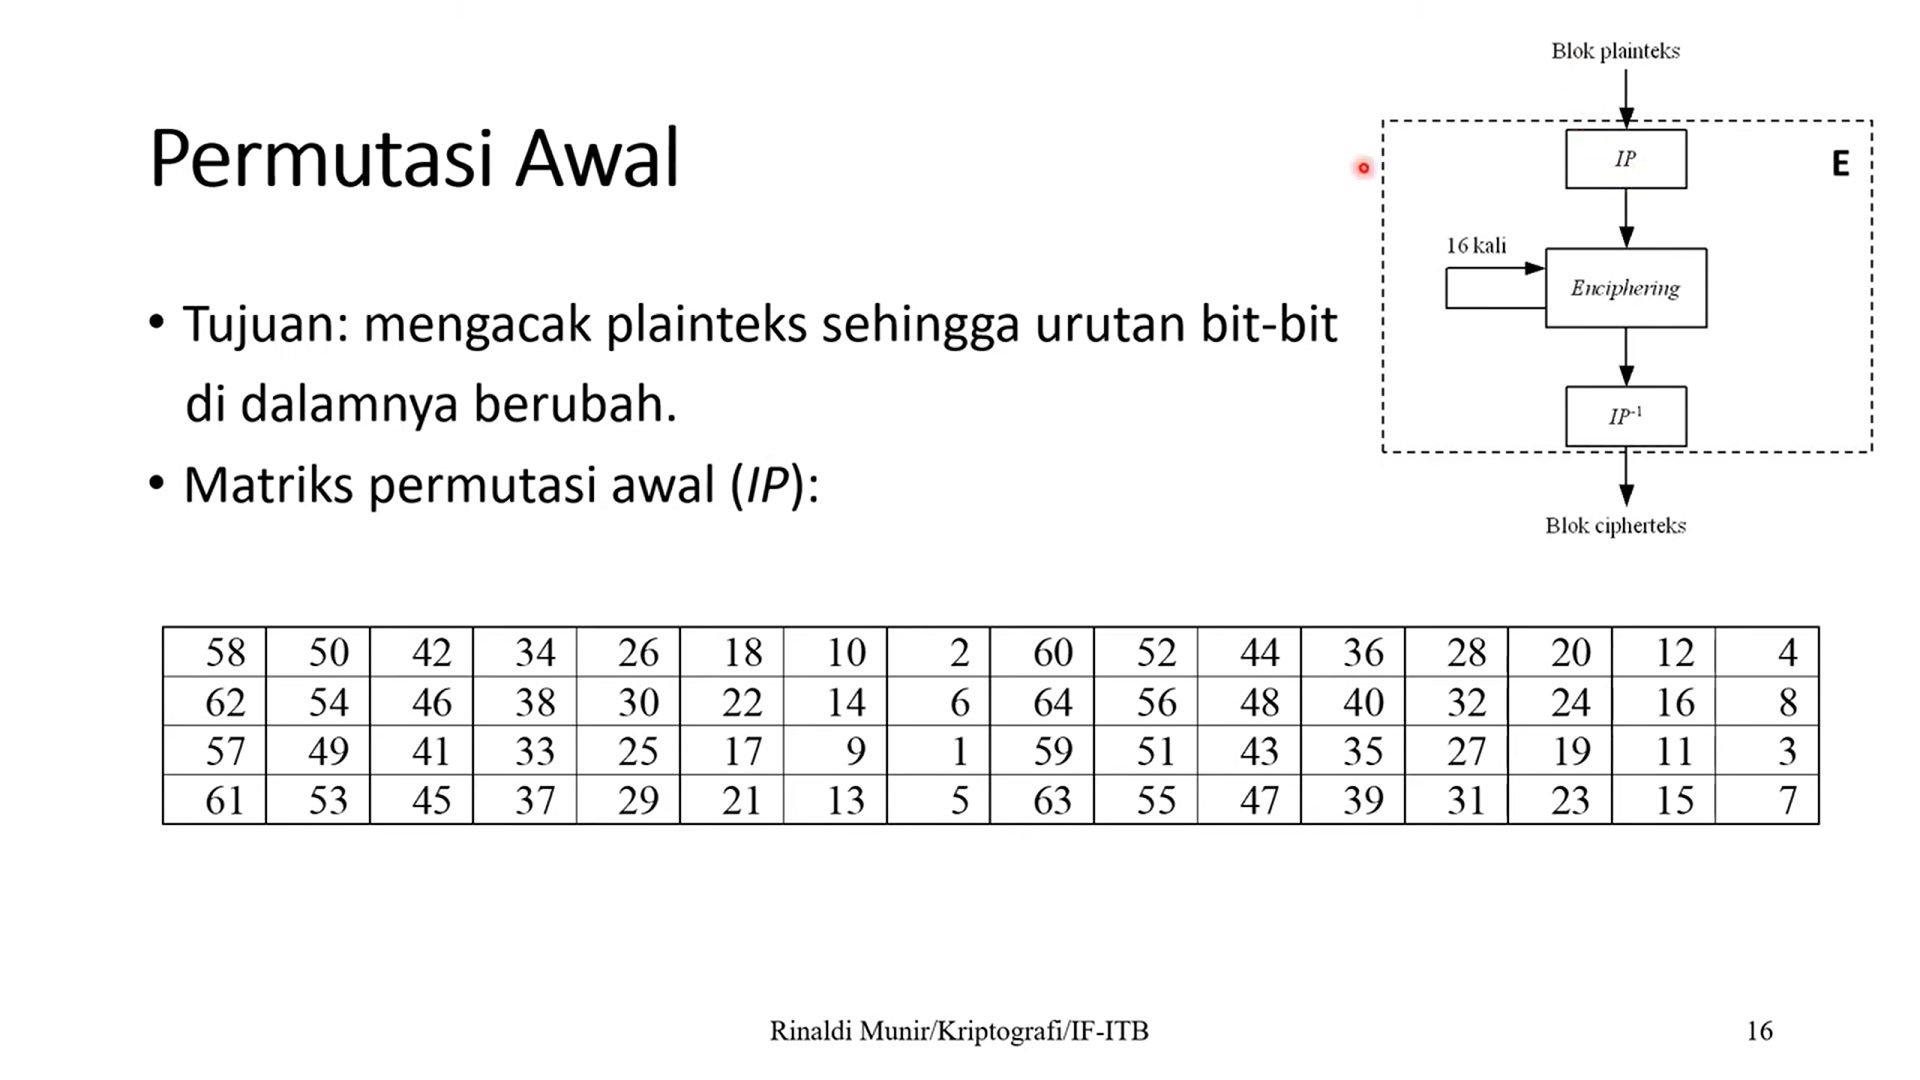 Blok plainteks
Permutasi Awal
IP
E
16 kali
Enciphering
• Tujuan: mengacak plainteks sehingga urutan bit-bit
di dalamnya berubah.
IP-1
• Matriks permutasi awal (IP):
Blok cipherteks
58 50 42 34 26 18 10 2 60 52 44 36 28 20 12 4
62 54 46 38 30 22 14 6 64 56 48 40 32 24 16 8
57 49 41 33 25 17 9 1 59 51 43 35 27 19 11 3
61 53 45 37 29 21 13 5 63 55 47 39 31 23 15 7
Rinaldi Munir/Kriptografi/IF-ITB
16